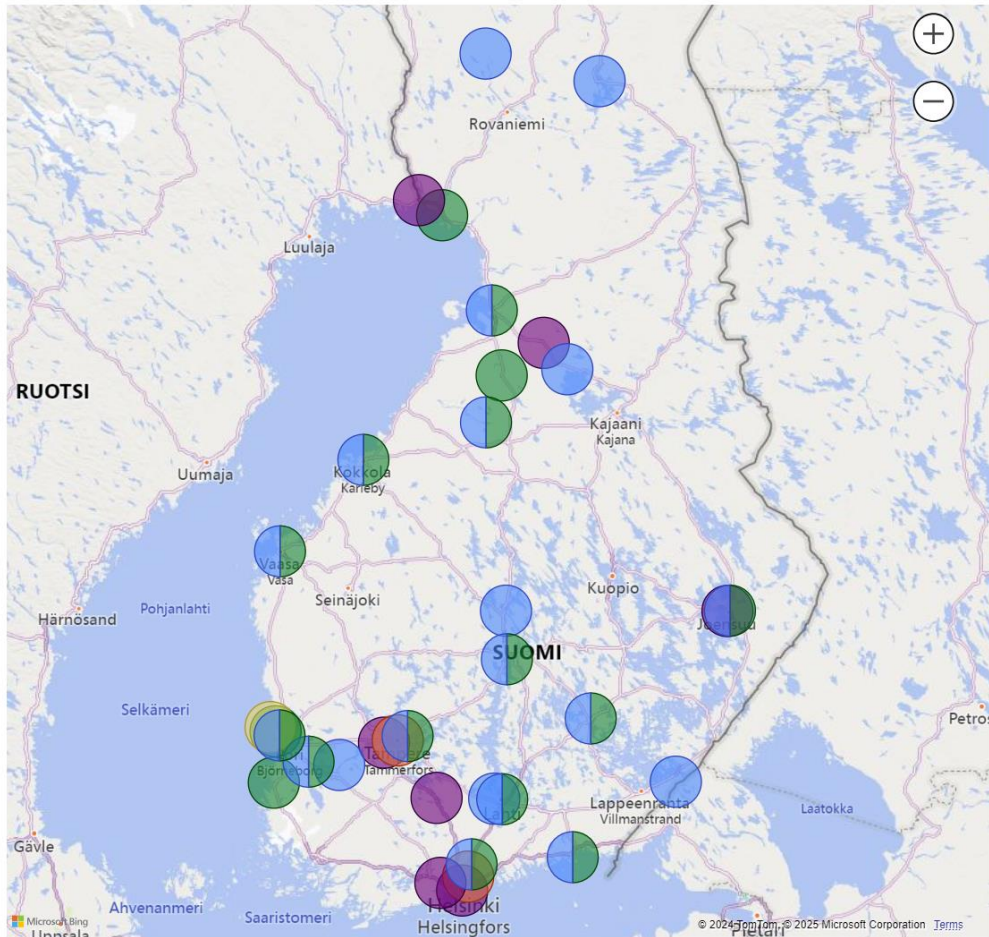 +
Rovaniemi
−
Luulaja
RUOTSI
Kajaani
Kajana
Uumaja
Kokkola
Karleby
Vaasa
Vasa
Seinäjoki
Kuopio
Härnösand
Pohjanlahti
Joensuu
SUOMI
Selkämeri
Petros
Björneborg
Tampere
Tammerfors
Lappeenranta
Villmanstrand
Laatokka
Lahti
Gävle
Ahvenanmeri
Saaristomeri
Helsinki
Helsingfors
Microsoft Bing
Uppsala
© 2024 TomTom, © 2025 Microsoft Corporation Terms
Pietari